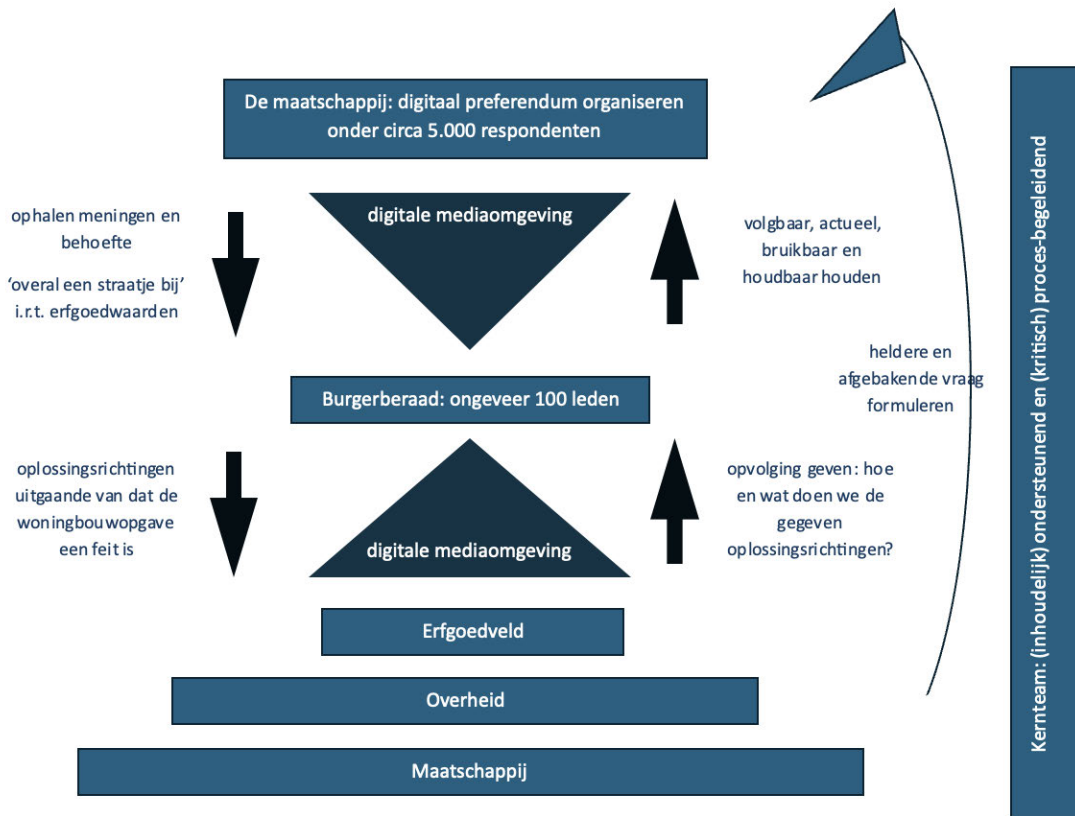 De maatschappij: digitaal preferendum organiseren
onder circa 5.000 respondenten
ophalen meningen en
behoefte
'overal een straatje bij'
i.r.t. erfgoedwaarden
digitale mediaomgeving
volgbaar, actueel,
bruikbaar en
houdbaar houden
heldere en
afgebakende vraag
formuleren
Burgerberaad: ongeveer 100 leden
oplossingsrichtingen
uitgaande van dat de
woningbouwopgave
een feit is
digitale mediaomgeving
opvolging geven: hoe
en wat doen we de
gegeven
oplossingsrichtingen?
Erfgoedveld
Overheid
Maatschappij
Kernteam: (inhoudelijk) ondersteunend en (kritisch) proces-begeleidend